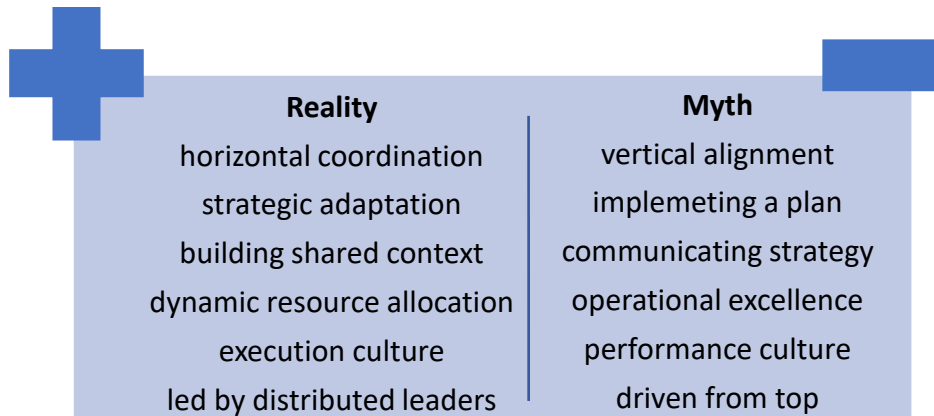 Reality
horizontal coordination
strategic adaptation
building shared context
dynamic resource allocation
execution culture
led by distributed leaders
Myth
vertical alignment
implemeting a plan
communicating strategy
operational excellence
performance culture
driven from top